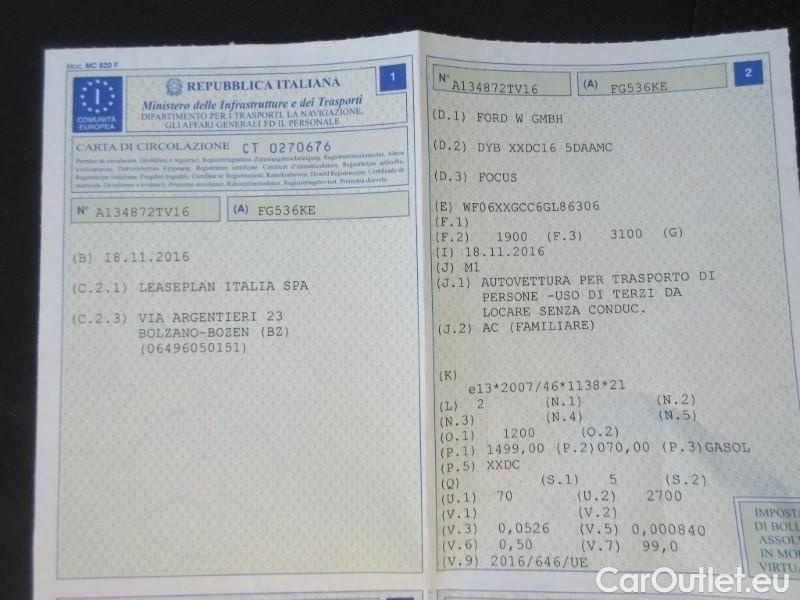 Mod. MC 820 F
1
COMUNITÀ
EUROPEA
I
REPUBBLICA ITALIANA
Ministero delle Infrastrutture e dei Trasporti
DIPARTIMENTO PER I TRASPORTI, LA NAVIGAZIONE,
GLI AFFARI GENERALI ED IL PERSONALE
CARTA DI CIRCOLAZIONE CT 0270676
N° A134872TV16 (A) FG536KE
(B) 18.11.2016
(C.2.1) LEASEPLAN ITALIA SPA
(C.2.3) VIA ARGENTIERI 23
BOLZANO-BOZEN (BZ)
(06496050151)
2
N° A134872TV16 (A) FG536KE
(D.1) FORD W GMBH
(D.2) DYB XXDC16 5DAAMC
(D.3) FOCUS
(E) WF06XXGCC6GL86306
(F.1)
(F.2) 1900 (F.3) 3100 (G)
(I) 18.11.2016
(J) M1
(J.1) AUTOVETTURA PER TRASPORTO DI
PERSONE -USO DI TERZI DA
LOCARE SENZA CONDUC.
(J.2) AC (FAMILIARE)
(K)
e13*2007/46*1138*21
(L) 2 (N.1) (N.2)
(N.3) (N.4) (N.5)
(O.1) 1200 (O.2)
(P.1) 1499,00 (P.2)070,00 (P.3)GASOL
(P.5) XXDC
(Q) (S.1) 5 (S.2)
(U.1) 70 (U.2) 2700
(V.1) (V.2)
(V.3) 0,0526 (V.5) 0,000840
(V.6) 0,50 (V.7) 99,0
(V.9) 2016/646/UE
IMPOSTA
DI BOLL
ASSOL
IN MO
VIRTU
CarOutlet.eu